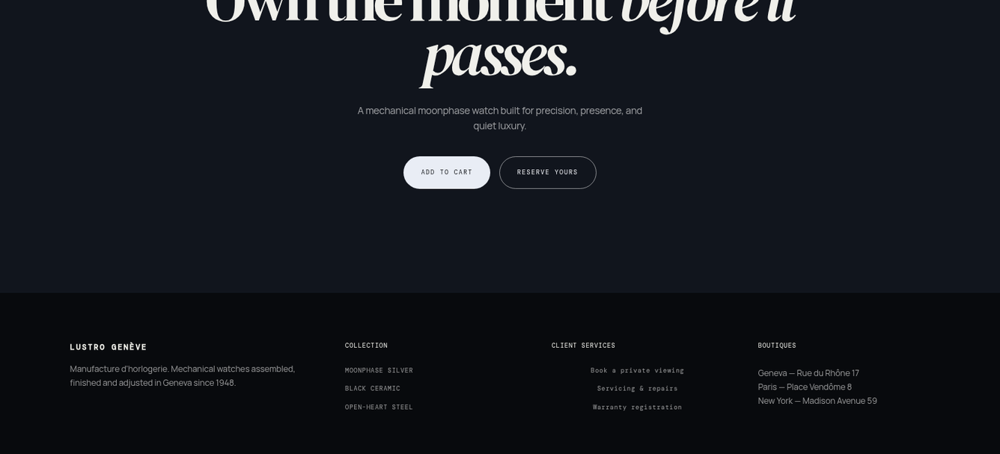 Own the moment before it
passes.
A mechanical moonphase watch built for precision, presence, and
quiet luxury.
ADD TO CART
RESERVE YOURS
LUSTRO GENÈVE
Manufacture d'horlogerie. Mechanical watches assembled,
finished and adjusted in Geneva since 1948.
COLLECTION
MOONPHASE SILVER
BLACK CERAMIC
OPEN-HEART STEEL
CLIENT SERVICES
Book a private viewing
Servicing & repairs
Warranty registration
BOUTIQUES
Geneva — Rue du Rhône 17
Paris — Place Vendôme 8
New York — Madison Avenue 59